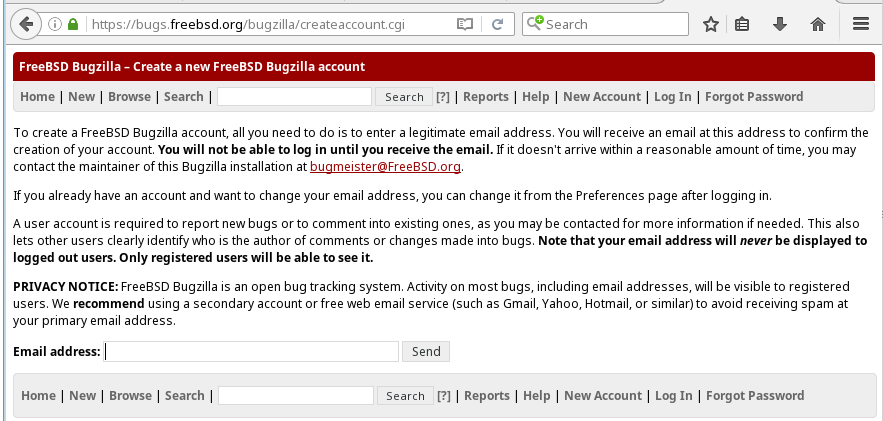 https://bugs.freebsd.org/bugzilla/createaccount.cgi
Search
FreeBSD Bugzilla – Create a new FreeBSD Bugzilla account
Home | New | Browse | Search | Search [?] | Reports | Help | New Account | Log In | Forgot Password
To create a FreeBSD Bugzilla account, all you need to do is to enter a legitimate email address. You will receive an email at this address to confirm the
creation of your account. You will not be able to log in until you receive the email. If it doesn't arrive within a reasonable amount of time, you may
contact the maintainer of this Bugzilla installation at bugmeister@FreeBSD.org.
If you already have an account and want to change your email address, you can change it from the Preferences page after logging in.
A user account is required to report new bugs or to comment into existing ones, as you may be contacted for more information if needed. This also
lets other users clearly identify who is the author of comments or changes made into bugs. Note that your email address will never be displayed to
logged out users. Only registered users will be able to see it.
PRIVACY NOTICE: FreeBSD Bugzilla is an open bug tracking system. Activity on most bugs, including email addresses, will be visible to registered
users. We recommend using a secondary account or free web email service (such as Gmail, Yahoo, Hotmail, or similar) to avoid receiving spam at
your primary email address.
Email address: Send
Home | New | Browse | Search | Search [?] | Reports | Help | New Account | Log In | Forgot Password